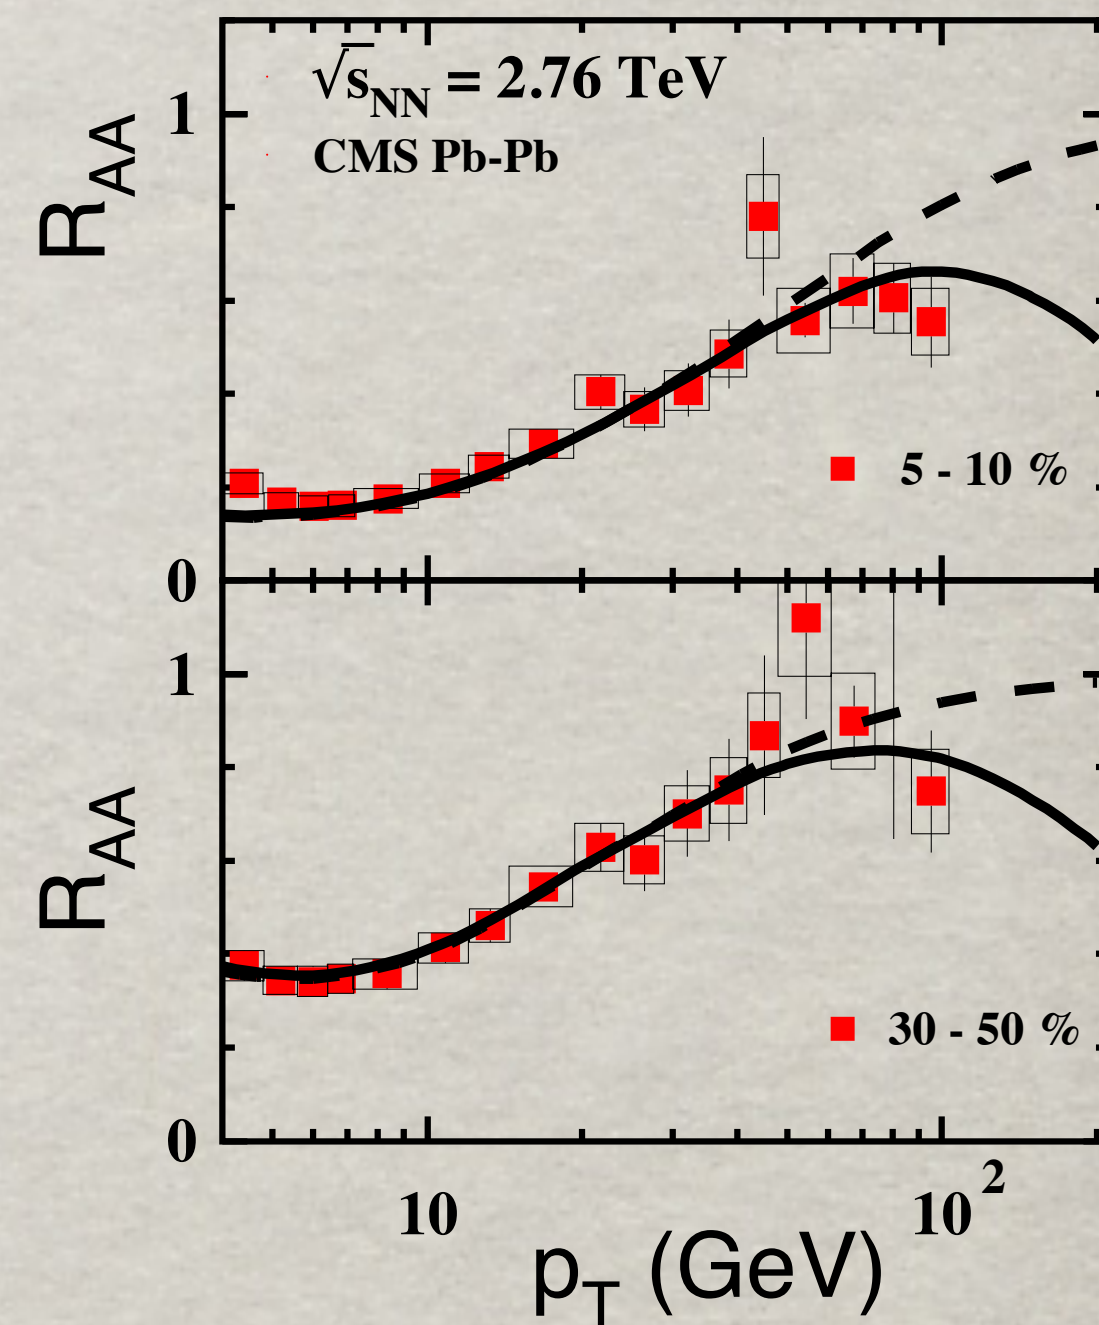 √s_NN = 2.76 TeV
CMS Pb-Pb
1
R_AA
5 - 10 %
0
1
R_AA
30 - 50 %
0
10 10^2
p_T (GeV)